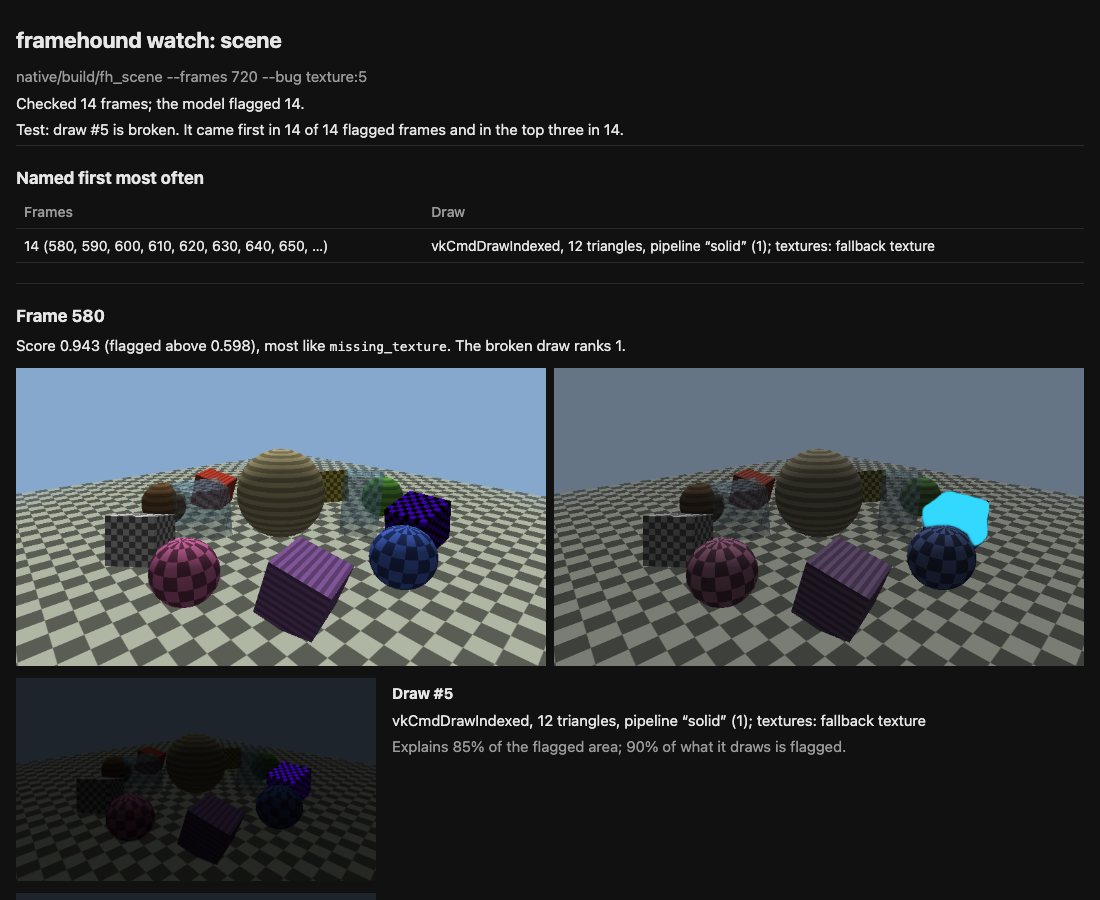 framehound watch: scene
native/build/fh_scene --frames 720 --bug texture:5
Checked 14 frames; the model flagged 14.
Test: draw #5 is broken. It came first in 14 of 14 flagged frames and in the top three in 14.
Named first most often
Frames Draw
14 (580, 590, 600, 610, 620, 630, 640, 650, ...) vkCmdDrawIndexed, 12 triangles, pipeline “solid” (1); textures: fallback texture
Frame 580
Score 0.943 (flagged above 0.598), most like missing_texture. The broken draw ranks 1.
Draw #5
vkCmdDrawIndexed, 12 triangles, pipeline “solid” (1); textures: fallback texture
Explains 85% of the flagged area; 90% of what it draws is flagged.